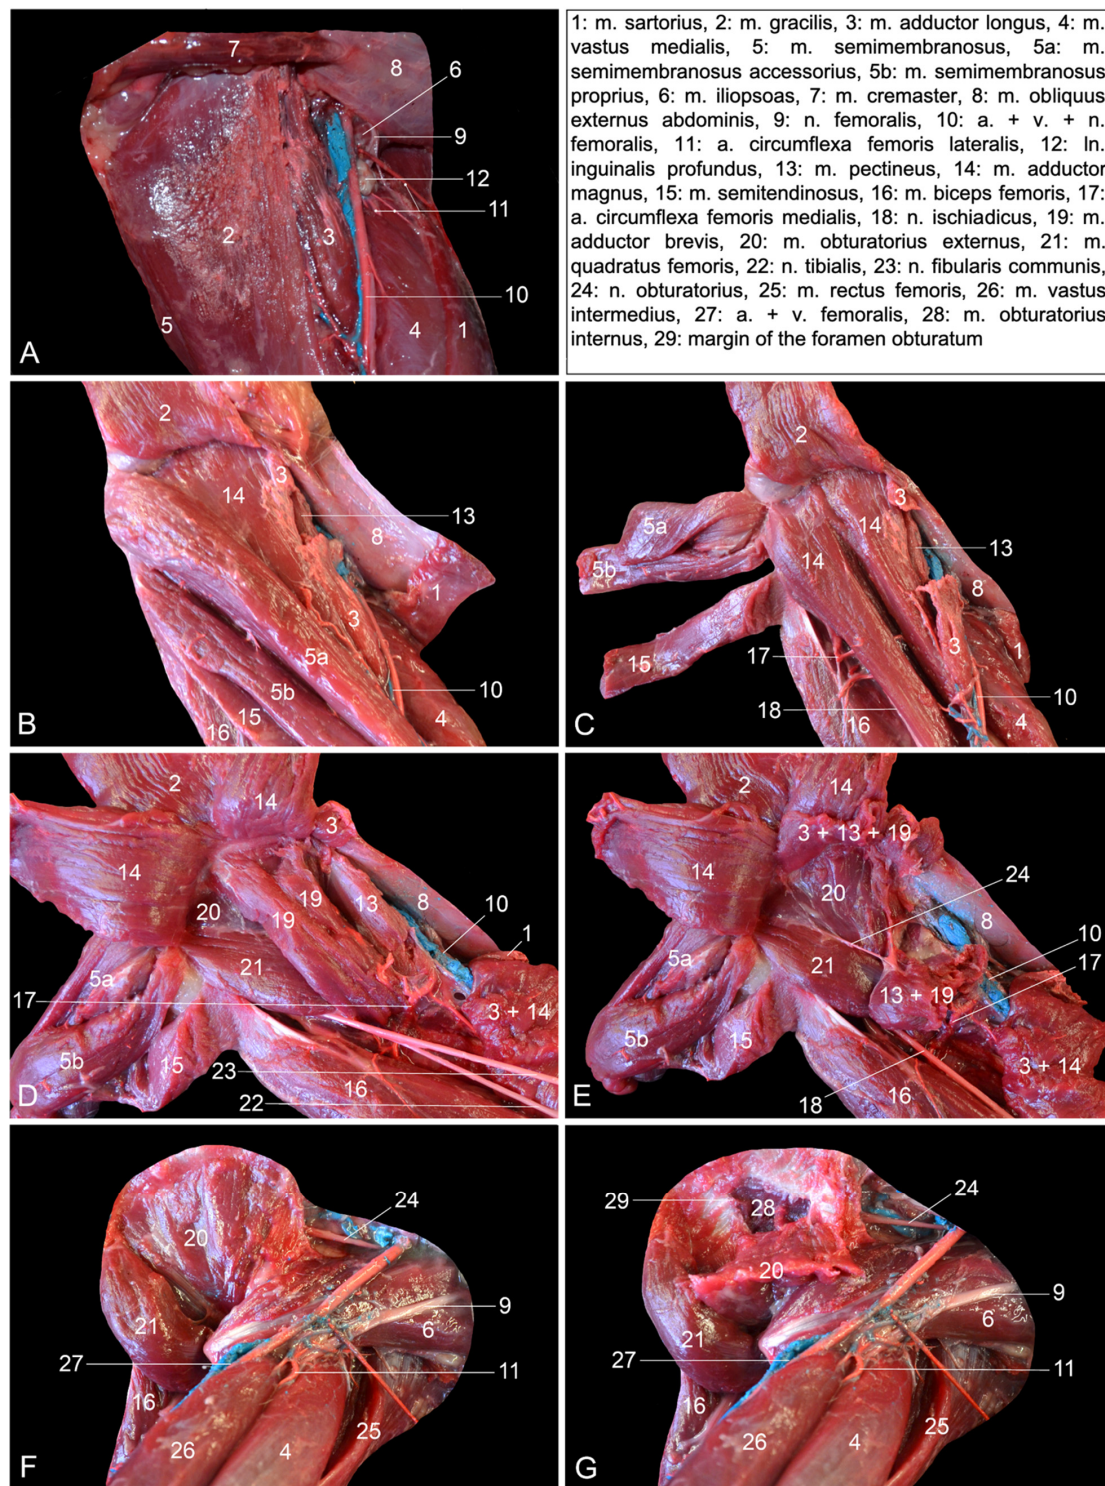 7
8
6
9
12
11
2
3
10
5
4
1
A
1: m. sartorius, 2: m. gracilis, 3: m. adductor longus, 4: m.
vastus medialis, 5: m. semimembranosus, 5a: m.
semimembranosus accessorius, 5b: m. semimembranosus
proprius, 6: m. iliopsoas, 7: m. cremaster, 8: m. obliquus
externus abdominis, 9: n. femoralis, 10: a. + v. + n.
femoralis, 11: a. circumflexa femoris lateralis, 12: ln.
inguinalis profundus, 13: m. pectineus, 14: m. adductor
magnus, 15: m. semitendinosus, 16: m. biceps femoris, 17:
a. circumflexa femoris medialis, 18: n. ischiadicus, 19: m.
adductor brevis, 20: m. obturatorius externus, 21: m.
quadratus femoris, 22: n. tibialis, 23: n. fibularis communis,
24: n. obturatorius, 25: m. rectus femoris, 26: m. vastus
intermedius, 27: a. + v. femoralis, 28: m. obturatorius
internus, 29: margin of the foramen obturatum
2
3
14
13
8
1
3
5a
10
5b
15
4
16
B
2
3
5a
14
13
5b
14
8
3
1
15
17
10
18
16
4
C
2
14
3
14
19
13
8
10
20
19
1
5a
21
17
3 + 14
5b
15
23
16
22
D
2
14
3 + 13 + 19
14
24
20
8
10
5a
21
17
13 + 19
5b
15
3 + 14
16
18
E
24
20
9
21
6
27
11
16
25
26
4
F
29
28
24
20
9
6
21
27
11
16
25
26
4
G